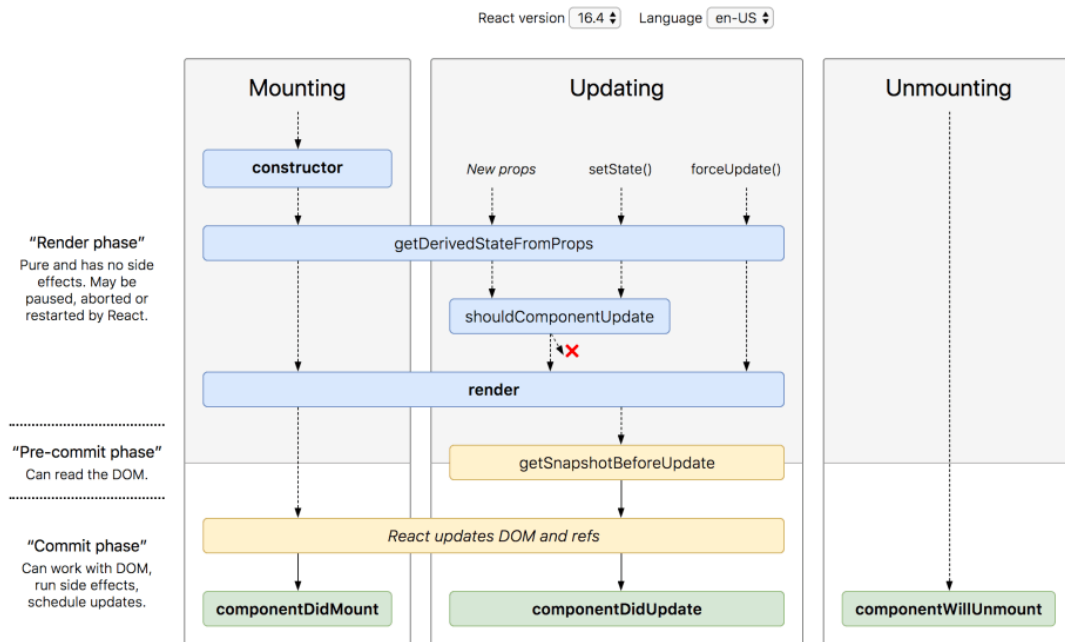 React version 16.4 Language en-US
Mounting
Updating
Unmounting
constructor
New props
setState()
forceUpdate()
“Render phase”
Pure and has no side
effects. May be
paused, aborted or
restarted by React.
getDerivedStateFromProps
shouldComponentUpdate
render
“Pre-commit phase”
Can read the DOM.
getSnapshotBeforeUpdate
“Commit phase”
Can work with DOM,
run side effects,
schedule updates.
React updates DOM and refs
componentDidMount
componentDidUpdate
componentWillUnmount